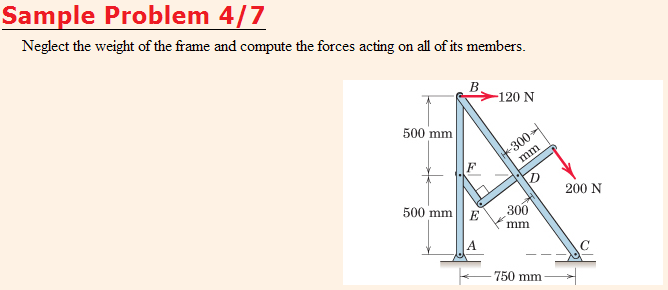 Sample Problem 4/7
Neglect the weight of the frame and compute the forces acting on all of its members.
B
120 N
500 mm
300
mm
F
D
200 N
500 mm
E
300
mm
A
C
750 mm